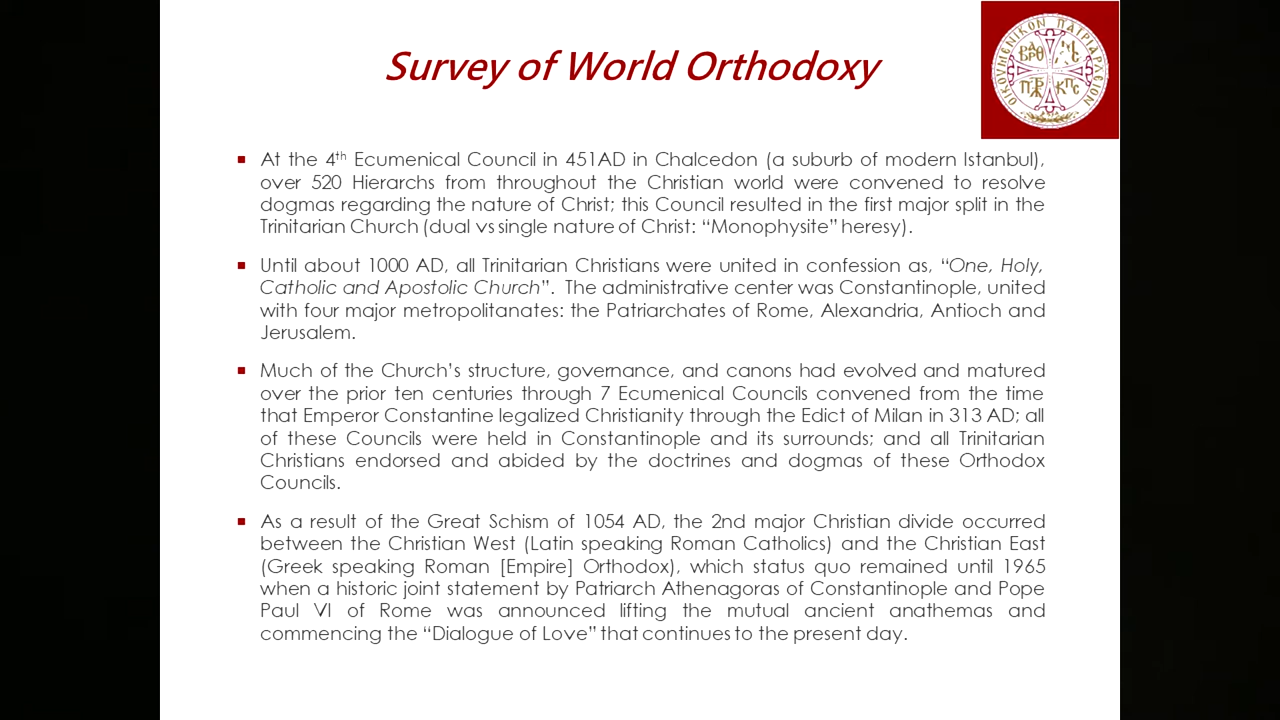 Survey of World Orthodoxy
ΟΙΚΟΥΜΕΝΙΚΟΝ ΠΑΤΡΙΑΡΧΕΙΟΝ
At the 4th Ecumenical Council in 451AD in Chalcedon (a suburb of modern Istanbul),
over 520 Hierarchs from throughout the Christian world were convened to resolve
dogmas regarding the nature of Christ; this Council resulted in the first major split in the
Trinitarian Church (dual vs single nature of Christ: “Monophysite” heresy).
Until about 1000 AD, all Trinitarian Christians were united in confession as, “One, Holy,
Catholic and Apostolic Church”. The administrative center was Constantinople, united
with four major metropolitanates: the Patriarchates of Rome, Alexandria, Antioch and
Jerusalem.
Much of the Church’s structure, governance, and canons had evolved and matured
over the prior ten centuries through 7 Ecumenical Councils convened from the time
that Emperor Constantine legalized Christianity through the Edict of Milan in 313 AD; all
of these Councils were held in Constantinople and its surrounds; and all Trinitarian
Christians endorsed and abided by the doctrines and dogmas of these Orthodox
Councils.
As a result of the Great Schism of 1054 AD, the 2nd major Christian divide occurred
between the Christian West (Latin speaking Roman Catholics) and the Christian East
(Greek speaking Roman [Empire] Orthodox), which status quo remained until 1965
when a historic joint statement by Patriarch Athenagoras of Constantinople and Pope
Paul VI of Rome was announced lifting the mutual ancient anathemas and
commencing the “Dialogue of Love” that continues to the present day.